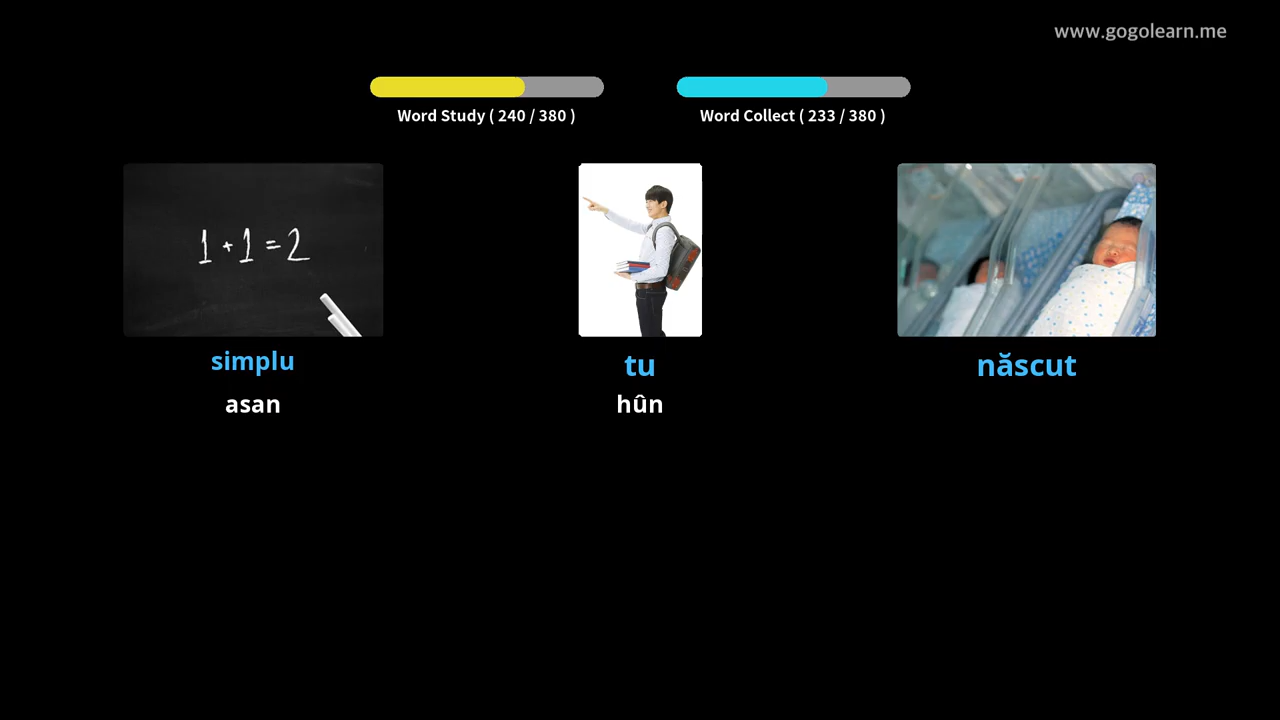 www.gogolearn.me
Word Study ( 240 / 380 )
Word Collect ( 233 / 380 )
1 + 1 = 2
simplu
tu
născut
asan
hûn